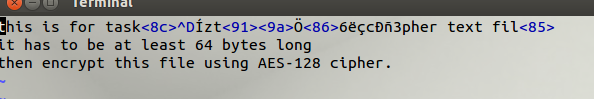 Terminal
this is for task<8c>^DÍzt<91><9a>Ö<86>6ëçcÐñ3pher text fil<85>
it has to be at least 64 bytes long
then encrypt this file using AES-128 cipher.
~